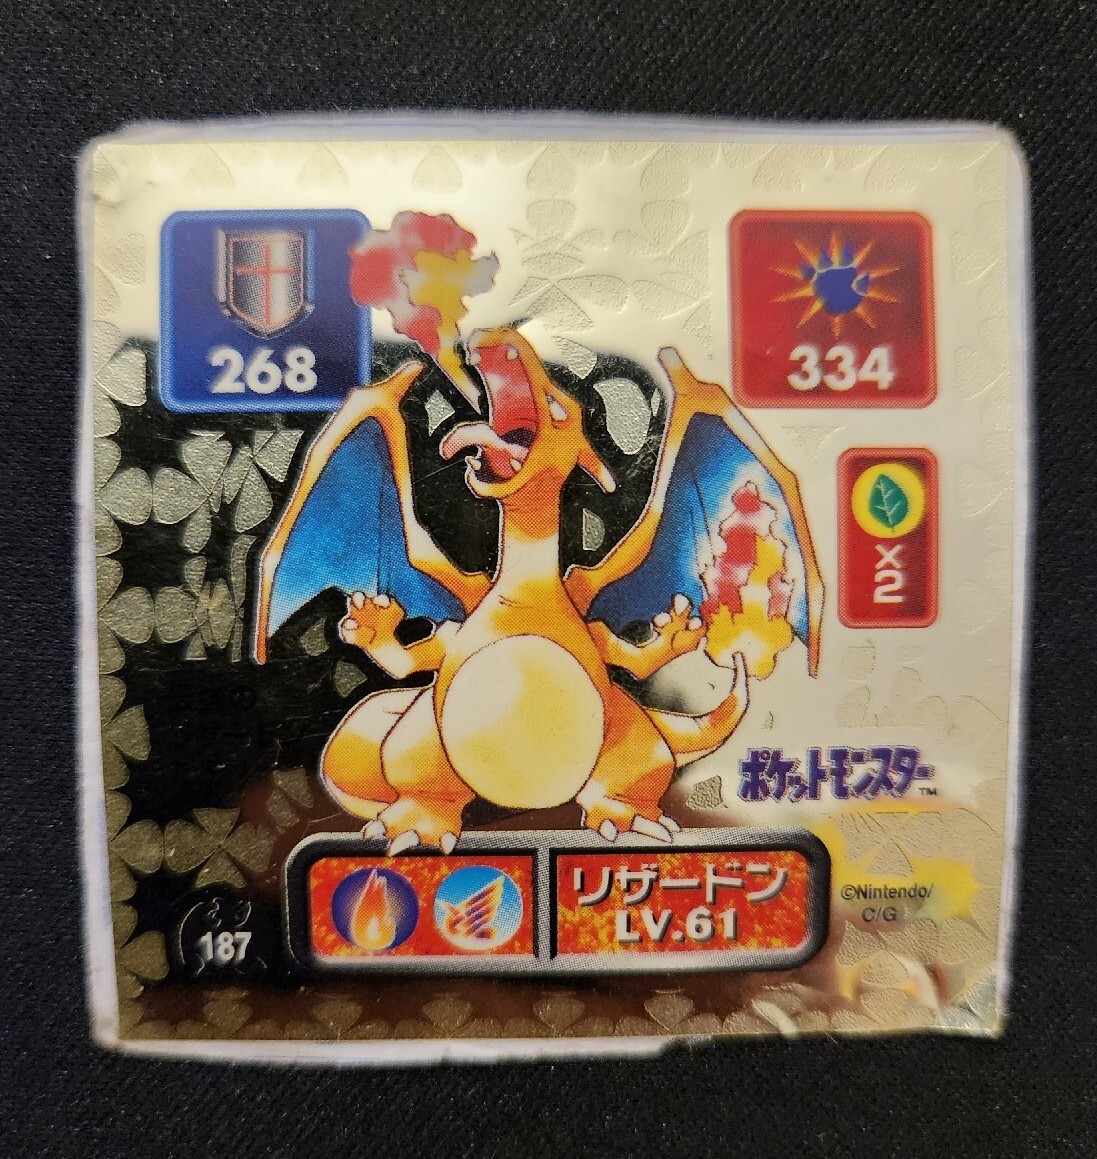 268
334
x
2
ポケットモンスター™
リザードン
LV.61
187
©Nintendo/
C/G